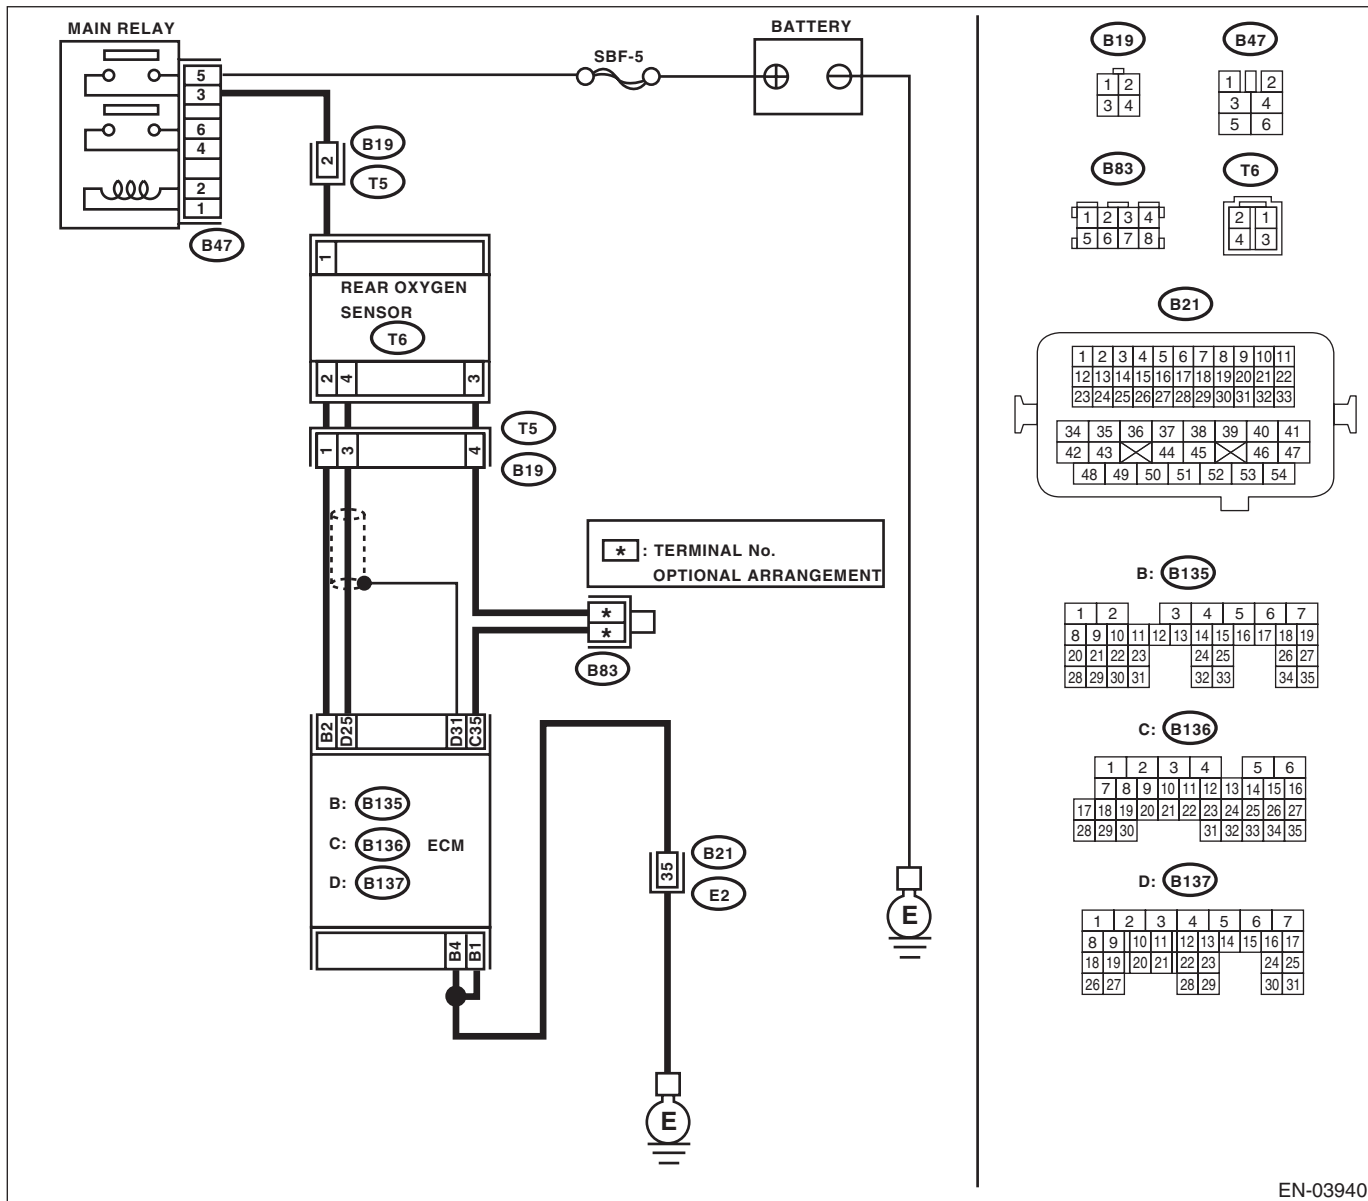 MAIN RELAY
5
3
6
4
2
1
B47
SBF-5
BATTERY
2
B19
T5
1
REAR OXYGEN
SENSOR
T6
2 4 3
1 3 4
T5
B19
* : TERMINAL No.
OPTIONAL ARRANGEMENT
*
*
B83
B2 D25 D31 C35
B: B135
C: B136 ECM
D: B137
B4 B1
35
B21
E2
E
E
B19
1 2
3 4
B47
1 2
3 4
5 6
B83
1 2 3 4
5 6 7 8
T6
2 1
4 3
B21
1 2 3 4 5 6 7 8 9 10 11
12 13 14 15 16 17 18 19 20 21 22
23 24 25 26 27 28 29 30 31 32 33
34 35 36 37 38 39 40 41
42 43 44 45 46 47
48 49 50 51 52 53 54
B: B135
1 2 3 4 5 6 7
8 9 10 11 12 13 14 15 16 17 18 19
20 21 22 23 24 25 26 27
28 29 30 31 32 33 34 35
C: B136
1 2 3 4 5 6
7 8 9 10 11 12 13 14 15 16
17 18 19 20 21 22 23 24 25 26 27
28 29 30 31 32 33 34 35
D: B137
1 2 3 4 5 6 7
8 9 10 11 12 13 14 15 16 17
18 19 20 21 22 23 24 25
26 27 28 29 30 31
EN-03940